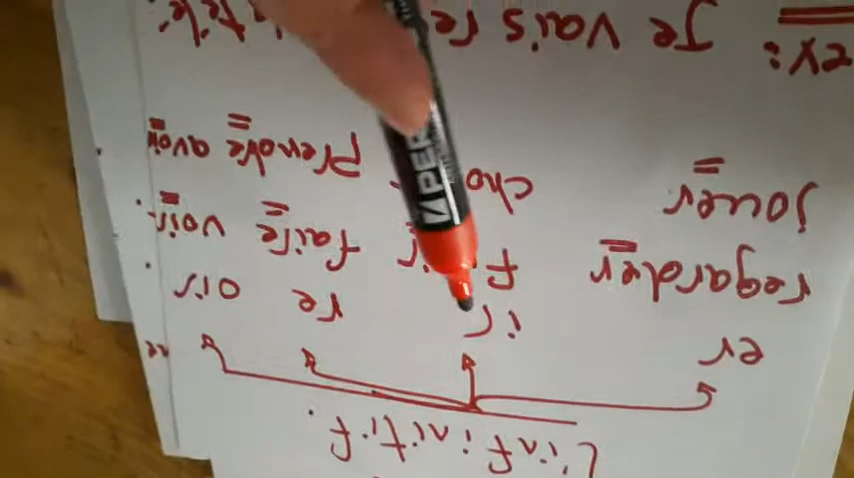 L'infinitif.
er ir re oir
regarder faire voir.
jouer prendre avoir
ex: Je vais